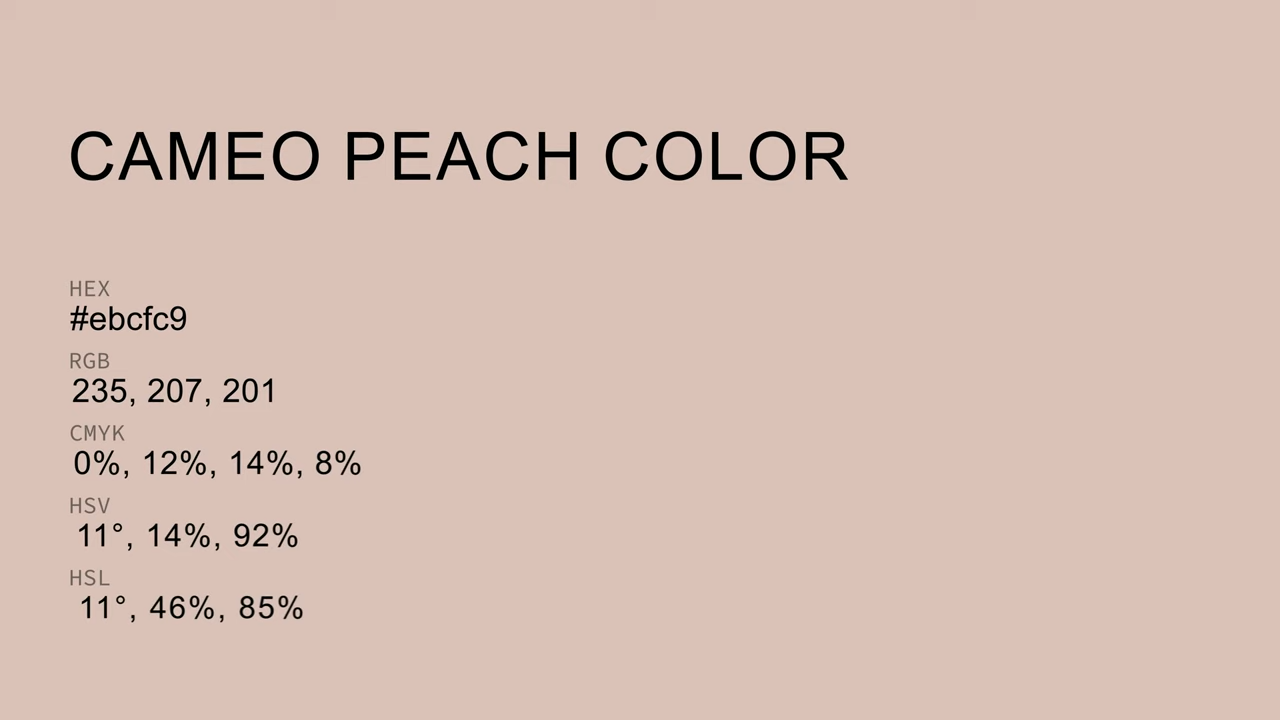 CAMEO PEACH COLOR
HEX
#ebcfc9
RGB
235, 207, 201
CMYK
0%, 12%, 14%, 8%
HSV
11°, 14%, 92%
HSL
11°, 46%, 85%